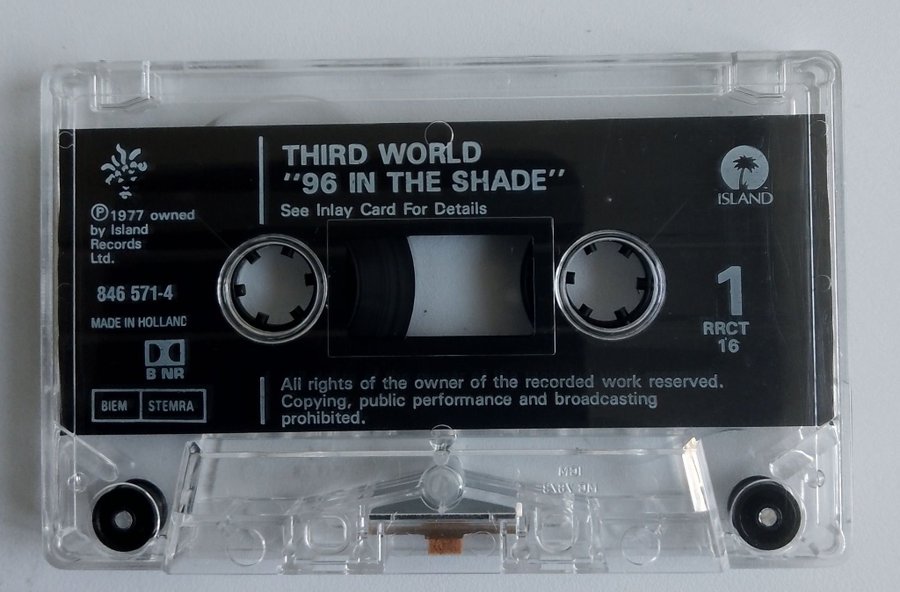 THIRD WORLD
"96 IN THE SHADE"
See Inlay Card For Details
℗ 1977 owned
by Island
Records
Ltd.
846 571-4
MADE IN HOLLAND
B NR
BIEM STEMRA
ISLAND
1
RRCT
16
All rights of the owner of the recorded work reserved.
Copying, public performance and broadcasting
prohibited.